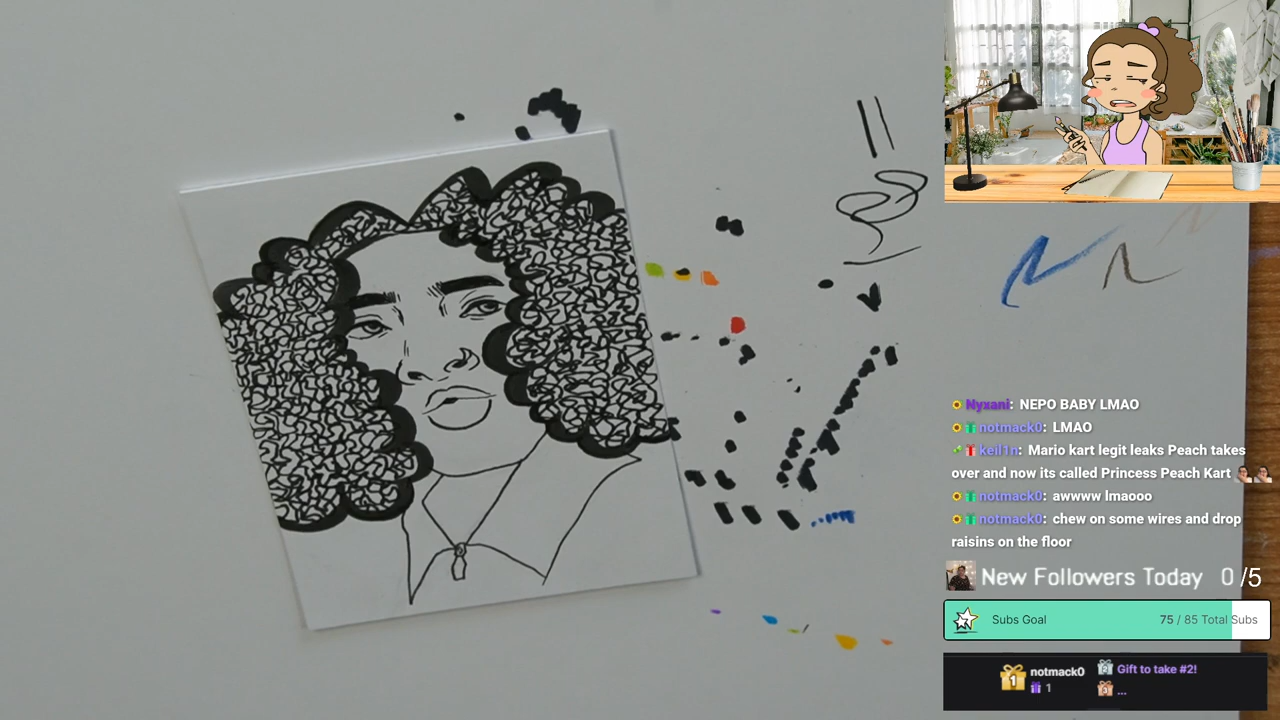 Nyxani: NEPO BABY LMAO
notmack0: LMAO
keil1n: Mario kart legit leaks Peach takes
over and now its called Princess Peach Kart
notmack0: awwww lmaooo
notmack0: chew on some wires and drop
raisins on the floor
New Followers Today 0 /5
Subs Goal 75 / 85 Total Subs
1 notmack0 Gift to take #2!
1 ...